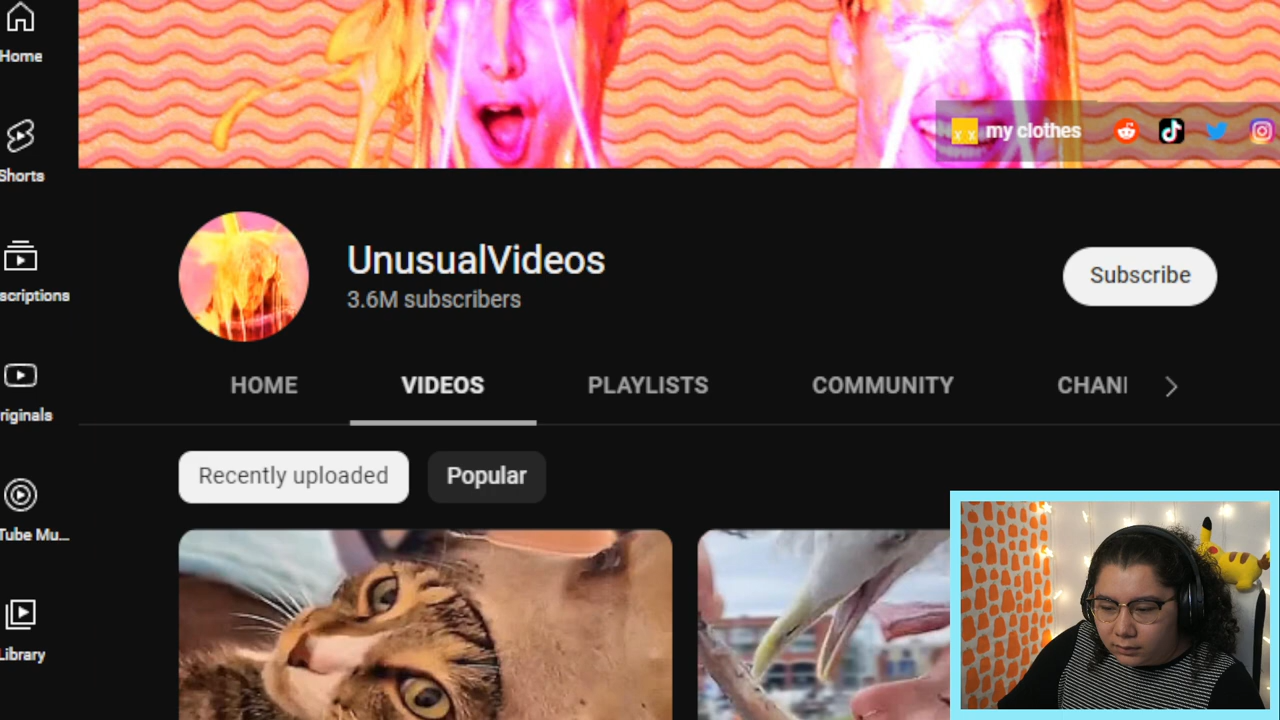 Home
my clothes
Shorts
UnusualVideos
Subscribe
3.6M subscribers
scriptions
HOME VIDEOS PLAYLISTS COMMUNITY CHANI
riginals
Recently uploaded Popular
Tube Mu...
Library